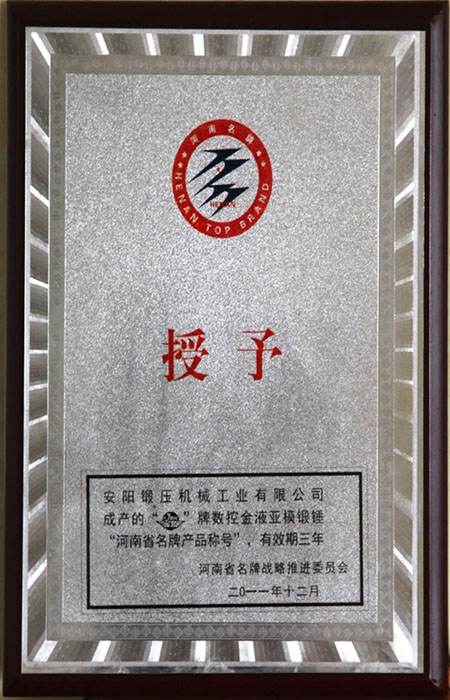 河南名牌
HENAN
HENAN TOP BRAND
授予
安阳锻压机械工业有限公司
成产的“ ”牌数控金液亚模锻锤
“河南省名牌产品称号”，有效期三年
河南省名牌战略推进委员会
二0一一年十二月